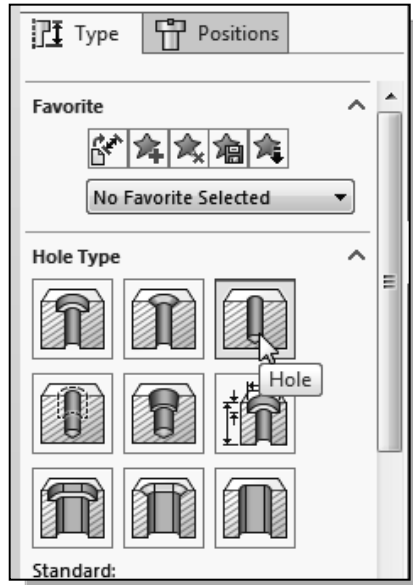 Type Positions
Favorite
No Favorite Selected
Hole Type
Hole
Standard: